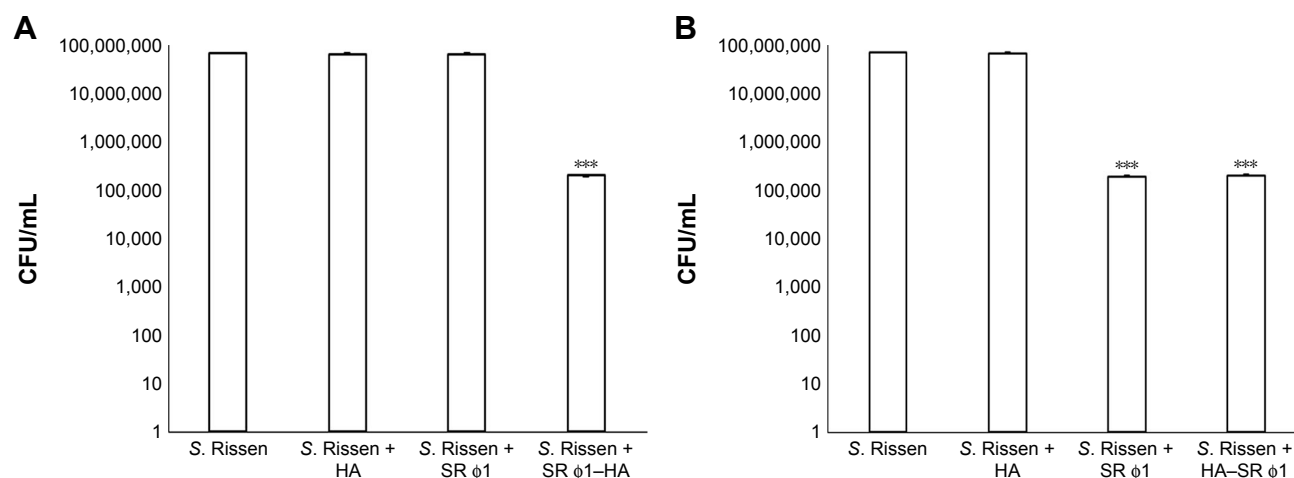 A
CFU/mL
100,000,000
10,000,000
1,000,000
100,000
10,000
1,000
100
10
1
***
S. Rissen
S. Rissen +
HA
S. Rissen +
SR ϕ1
S. Rissen +
SR ϕ1–HA
B
CFU/mL
100,000,000
10,000,000
1,000,000
100,000
10,000
1,000
100
10
1
***
***
S. Rissen
S. Rissen +
HA
S. Rissen +
SR ϕ1
S. Rissen +
HA–SR ϕ1